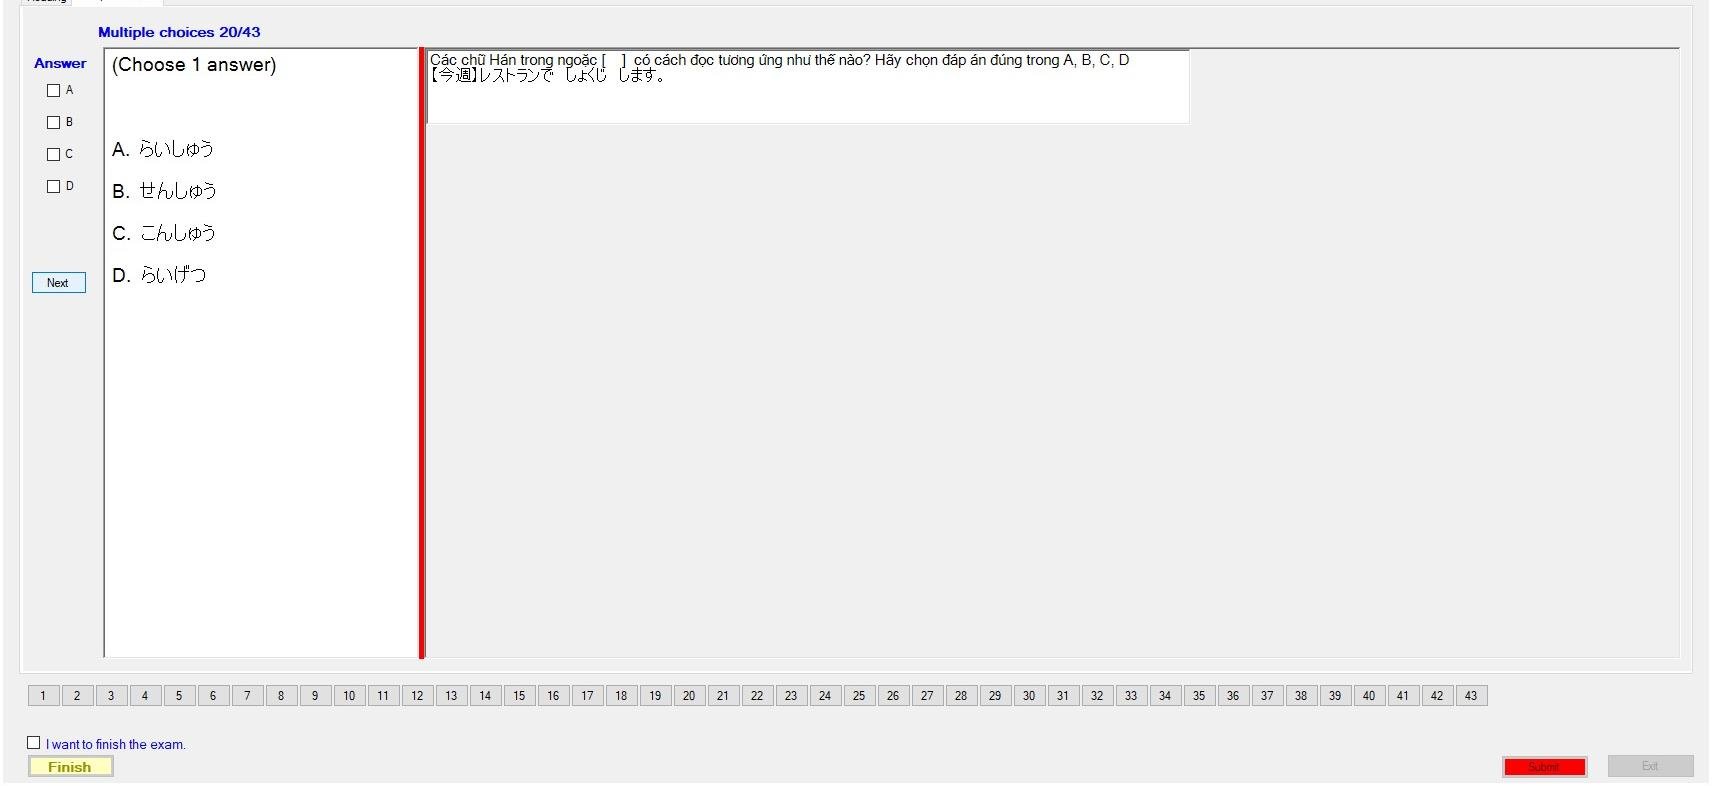 Multiple choices 20/43
Answer
A
B
C
D
Next
(Choose 1 answer)
A. らいしゅう
B. せんしゅう
C. こんしゅう
D. らいげつ
Các chữ Hán trong ngoặc [   ] có cách đọc tương ứng như thế nào? Hãy chọn đáp án đúng trong A, B, C, D
【今週】レストランで　しょくじ　します。
1 2 3 4 5 6 7 8 9 10 11 12 13 14 15 16 17 18 19 20 21 22 23 24 25 26 27 28 29 30 31 32 33 34 35 36 37 38 39 40 41 42 43
I want to finish the exam.
Finish
Submit
Exit